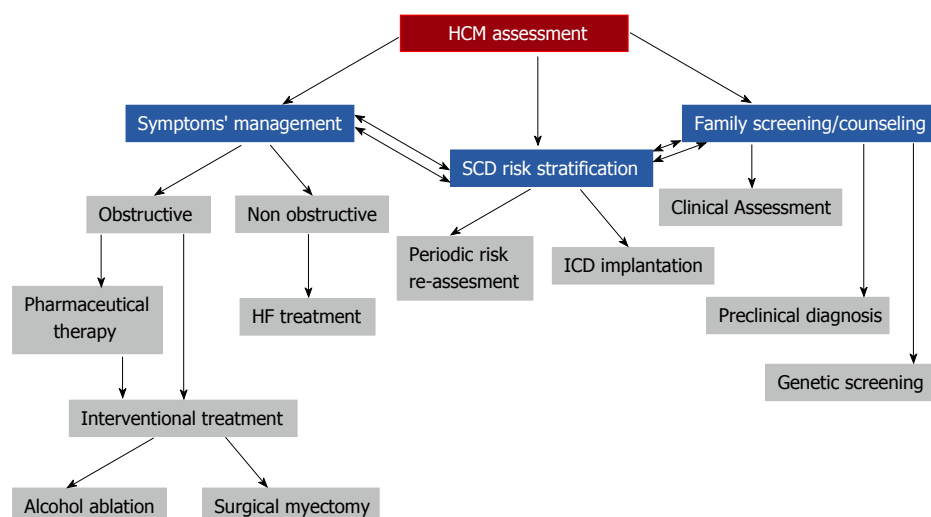 HCM assessment
Symptoms' management
Family screening/counseling
SCD risk stratification
Obstructive
Non obstructive
Clinical Assessment
Periodic risk
re-assesment
ICD implantation
Pharmaceutical
therapy
HF treatment
Preclinical diagnosis
Genetic screening
Interventional treatment
Alcohol ablation
Surgical myectomy